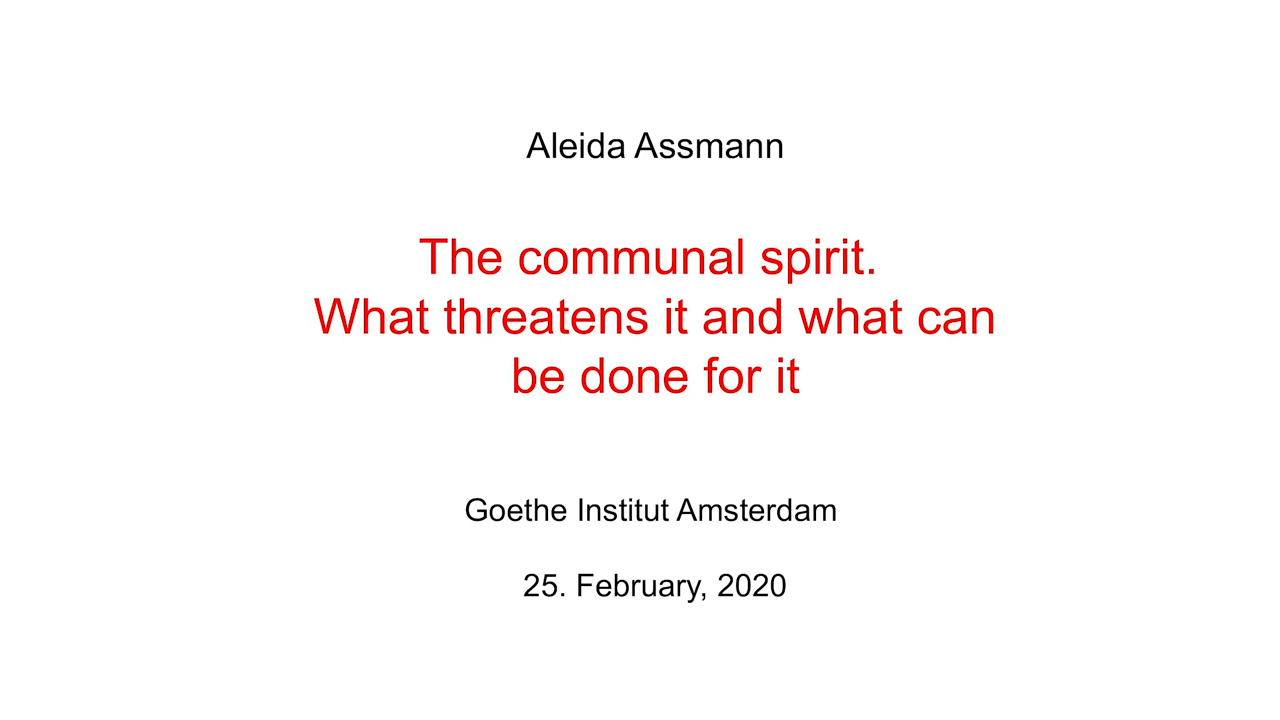 Aleida Assmann
The communal spirit.
What threatens it and what can
be done for it
Goethe Institut Amsterdam
25. February, 2020